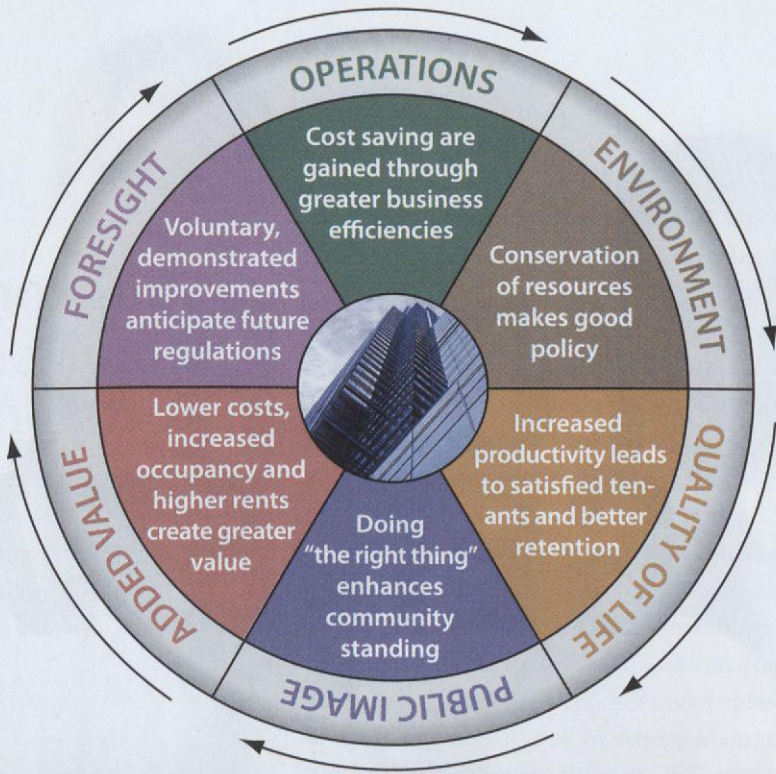 OPERATIONS
Cost saving are
gained through
greater business
efficiencies
ENVIRONMENT
Conservation
of resources
makes good
policy
QUALITY OF LIFE
Increased
productivity leads
to satisfied ten-
ants and better
retention
PUBLIC IMAGE
Doing
"the right thing"
enhances
community
standing
ADDED VALUE
Lower costs,
increased
occupancy and
higher rents
create greater
value
FORESIGHT
Voluntary,
demonstrated
improvements
anticipate future
regulations